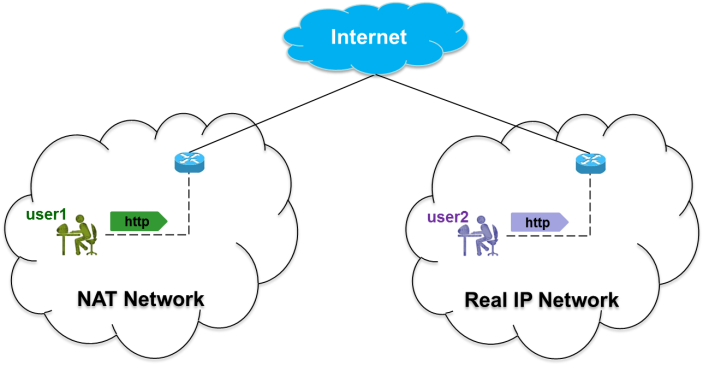 Internet
user1
http
NAT Network
user2
http
Real IP Network